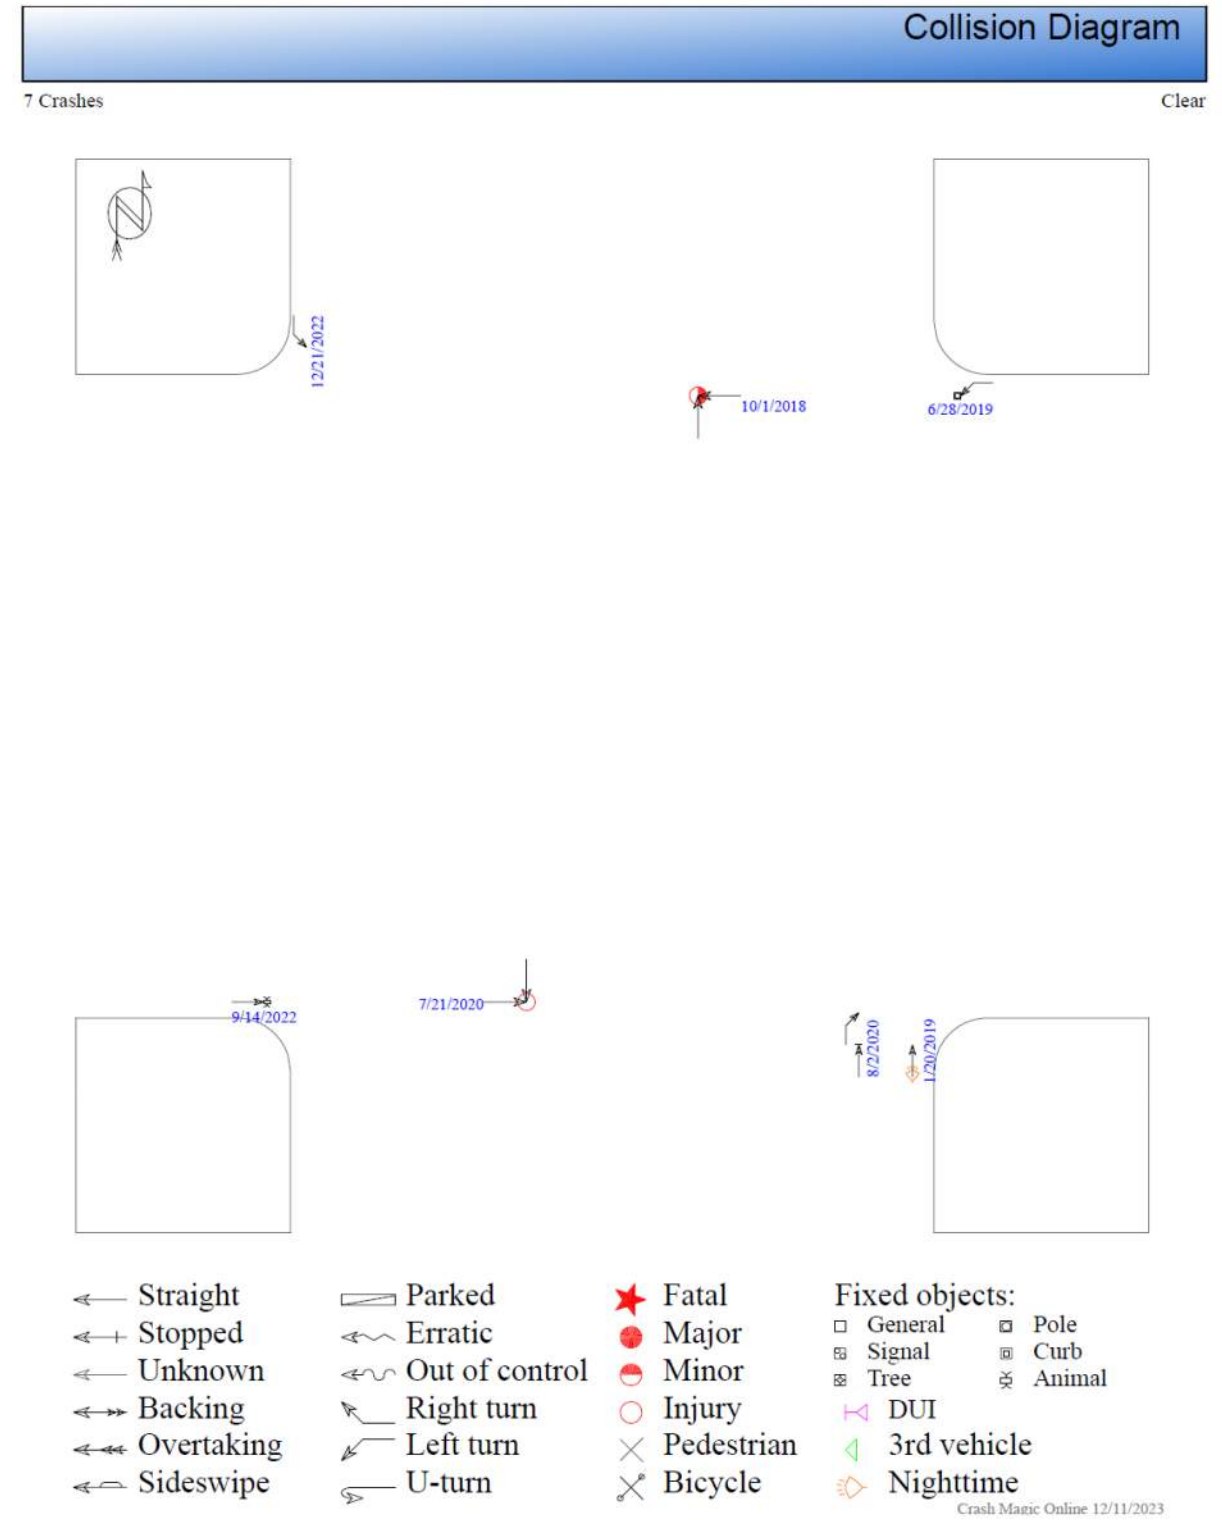 Collision Diagram
7 Crashes
Clear
N
12/21/2022
10/1/2018
6/28/2019
7/21/2020
9/14/2022
8/2/2020
1/20/2019
Straight
Stopped
Unknown
Backing
Overtaking
Sideswipe
Parked
Erratic
Out of control
Right turn
Left turn
U-turn
Fatal
Major
Minor
Injury
Pedestrian
Bicycle
Fixed objects:
General
Pole
Signal
Curb
Tree
Animal
DUI
3rd vehicle
Nighttime
Crash Magic Online 12/11/2023